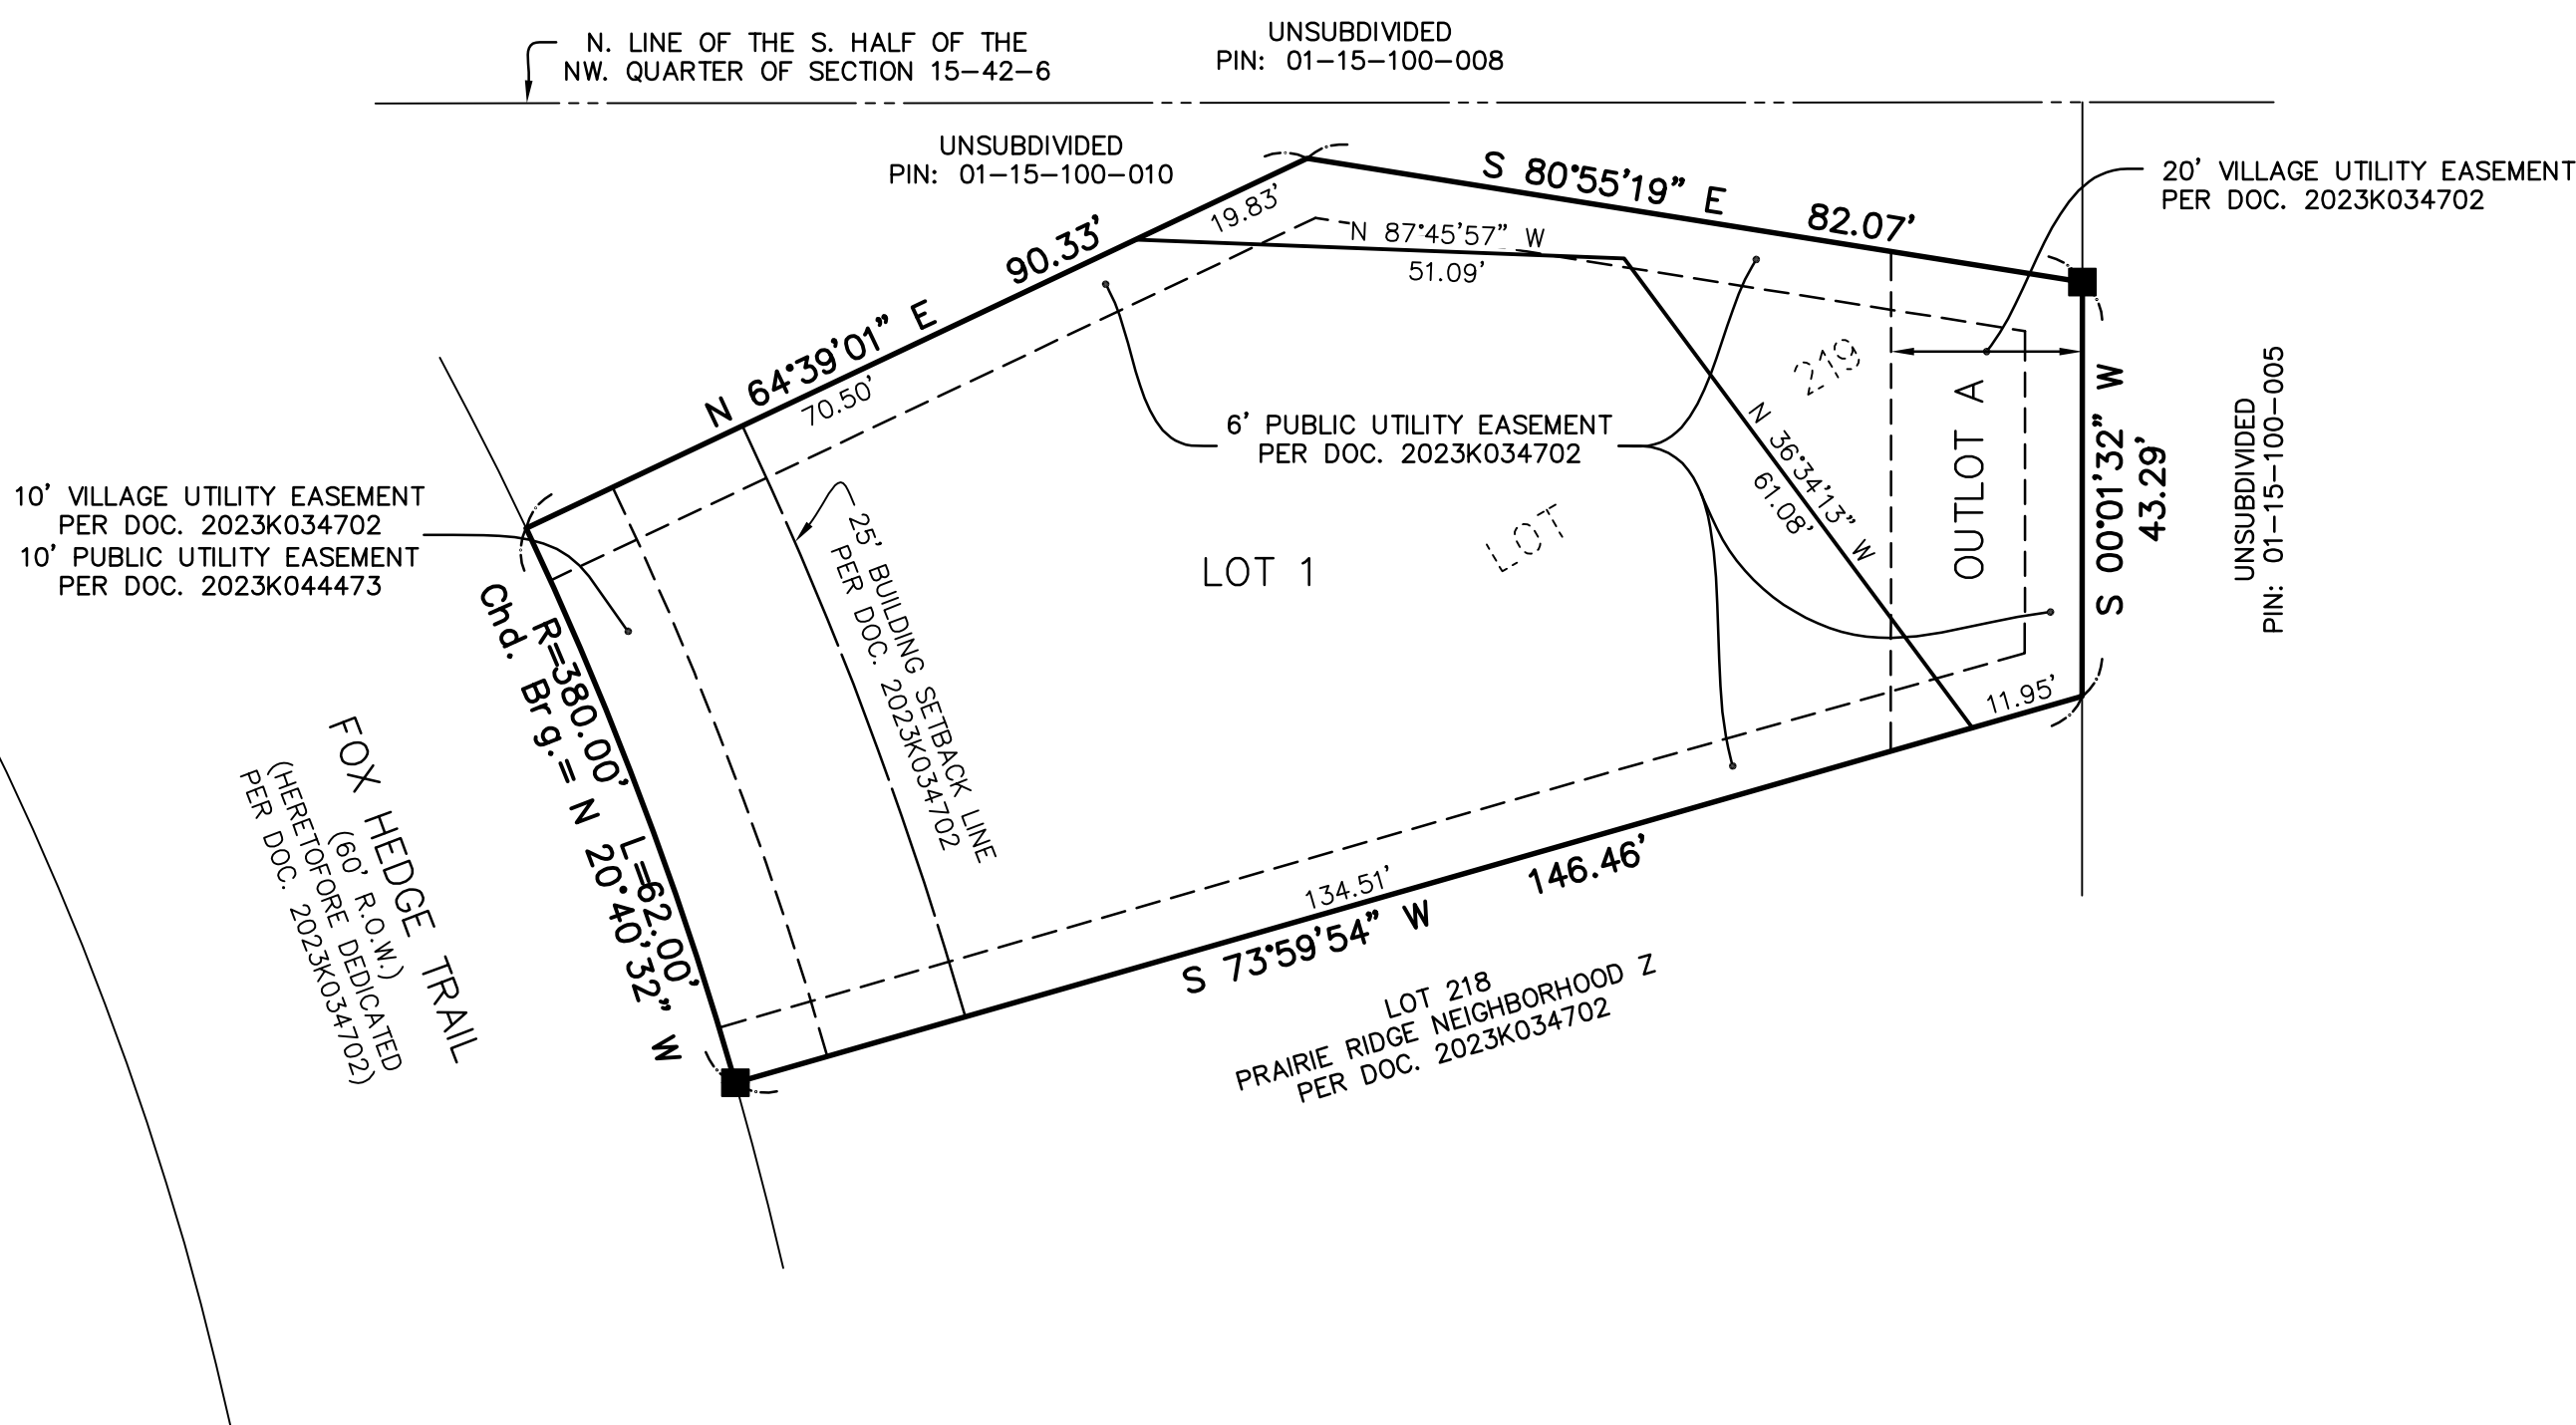 N. LINE OF THE S. HALF OF THE
NW. QUARTER OF SECTION 15-42-6
UNSUBDIVIDED
PIN: 01-15-100-008
UNSUBDIVIDED
PIN: 01-15-100-010
20' VILLAGE UTILITY EASEMENT
PER DOC. 2023K034702
S 80°55'19" E 82.07'
N 64°39'01" E 90.33'
19.83'
70.50'
N 87°45'57" W
51.09'
219
LOT
N 36°34'13" W
61.08'
OUTLOT A
S 00°01'32" W
43.29'
UNSUBDIVIDED
PIN: 01-15-100-005
6' PUBLIC UTILITY EASEMENT
PER DOC. 2023K034702
10' VILLAGE UTILITY EASEMENT
PER DOC. 2023K034702
10' PUBLIC UTILITY EASEMENT
PER DOC. 2023K044473
25' BUILDING SETBACK LINE
PER DOC. 2023K034702
LOT 1
R=380.00' L=62.00'
Chd. Brg.= N 20°40'32" W
11.95'
134.51'
S 73°59'54" W 146.46'
FOX HEDGE TRAIL
(60' R.O.W.)
(HERETOFORE DEDICATED
PER DOC. 2023K034702)
LOT 218
PRAIRIE RIDGE NEIGHBORHOOD Z
PER DOC. 2023K034702